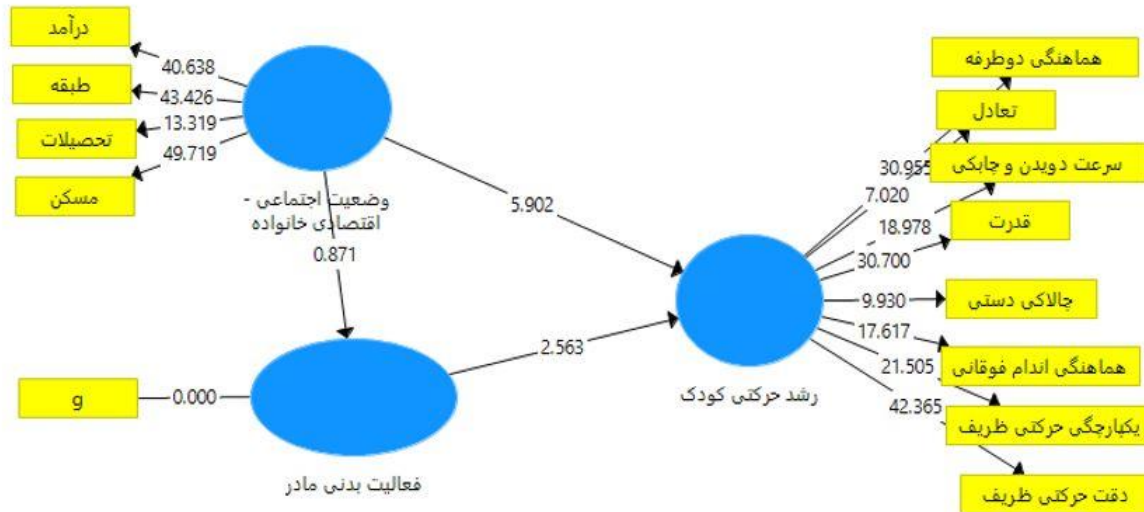 درآمد
40.638
طبقه
43.426
تحصیلات
13.319
49.719
مسکن
وضعیت اجتماعی -
اقتصادی خانواده
0.871
5.902
g
0.000
فعالیت بدنی مادر
2.563
رشد حرکتی کودک
هماهنگی دوطرفه
30.955
تعادل
7.020
سرعت دویدن و چابکی
18.978
قدرت
30.700
چالاکی دستی
9.930
هماهنگی اندام فوقانی
17.617
یکپارچگی حرکتی ظریف
21.505
دقت حرکتی ظریف
42.365